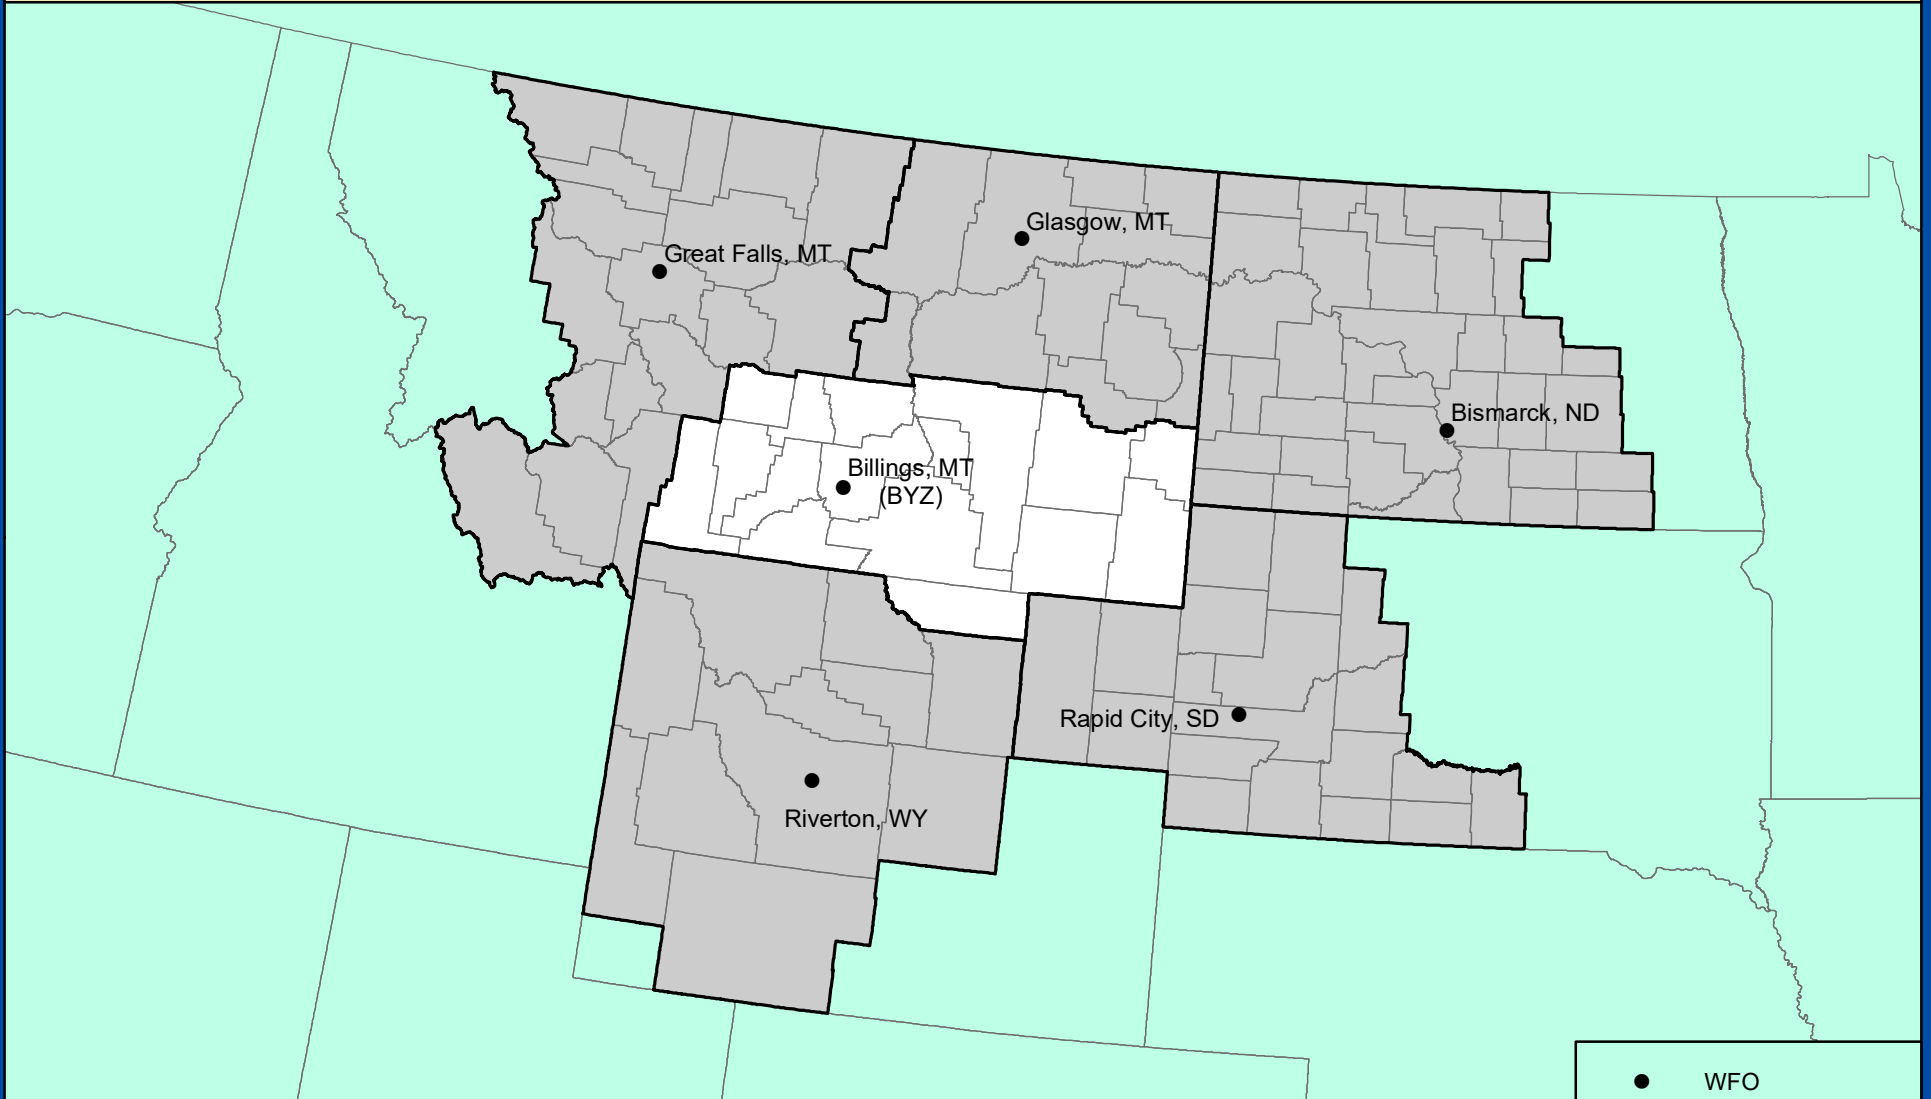 Glasgow, MT
Great Falls, MT
Bismarck, ND
Billings, MT
(BYZ)
Rapid City, SD
Riverton, WY
WFO